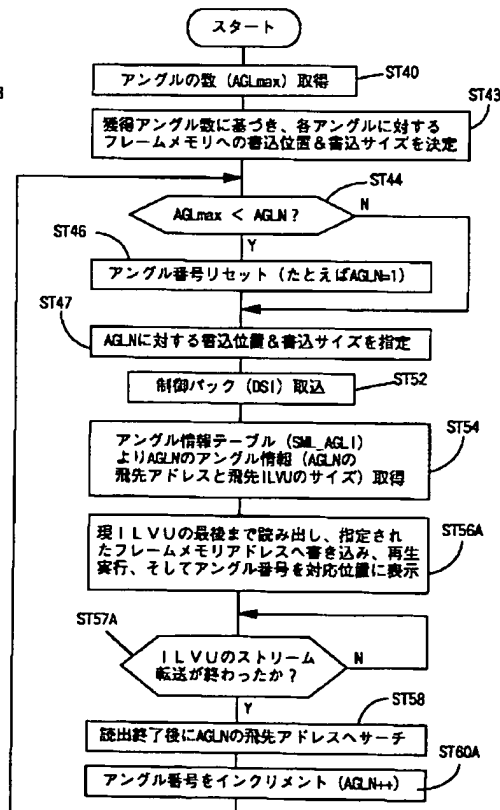 スタート
アングルの数 (AGLmax) 取得
ST40
ST43
獲得アングル数に基づき、各アングルに対する
フレームメモリへの書込位置&書込サイズを決定
ST44
AGLmax < AGLN ?
N
Y
ST46
アングル番号リセット (たとえばAGLN=1)
ST47
AGLNに対する書込位置&書込サイズを指定
制御パック (DSI) 取込
ST52
ST54
アングル情報テーブル (SML_AGLI)
よりAGLNのアングル情報 (AGLNの
飛先アドレスと飛先ILVUのサイズ) 取得
現ILVUの最後まで読み出し、指定され
たフレームメモリアドレスへ書き込み、再生
実行、そしてアングル番号を対応位置に表示
ST56A
ST57A
ILVUのストリーム
転送が終わったか?
N
Y
ST58
読出終了後にAGLNの飛先アドレスへサーチ
ST60A
アングル番号をインクリメント (AGLN++)